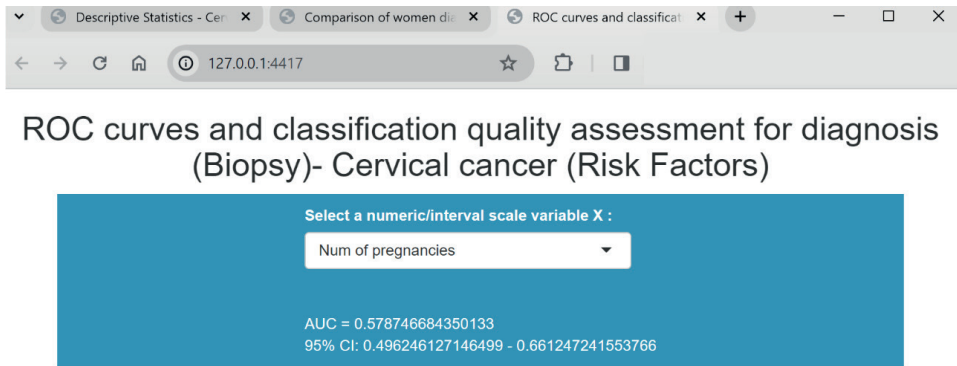 Descriptive Statistics - Cer
Comparison of women dia
ROC curves and classificat
127.0.0.1:4417
ROC curves and classification quality assessment for diagnosis
(Biopsy)- Cervical cancer (Risk Factors)
Select a numeric/interval scale variable X :
Num of pregnancies
AUC = 0.578746684350133
95% CI: 0.496246127146499 - 0.661247241553766